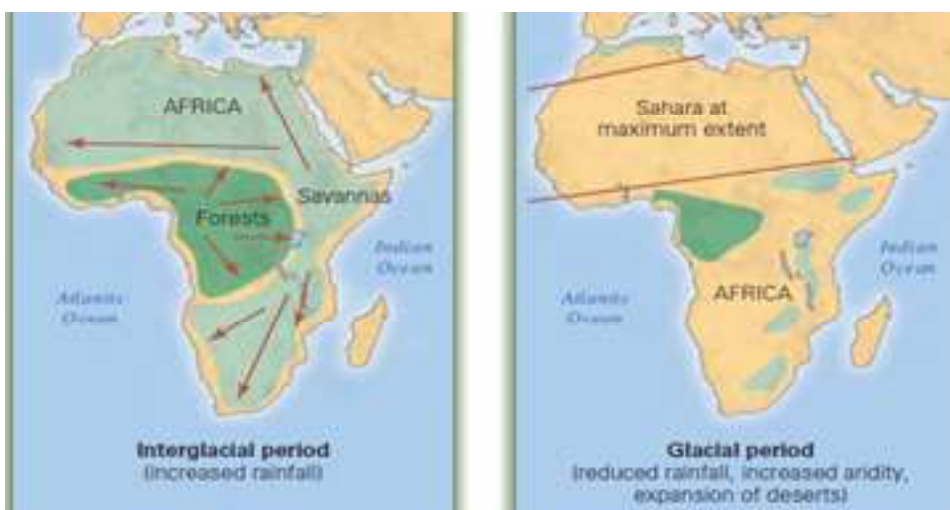 AFRICA
Savannas
Forests
Indian
Ocean
Atlantic
Ocean
Interglacial period
(increased rainfall)
Sahara at
maximum extent
AFRICA
Indian
Ocean
Atlantic
Ocean
Glacial period
(reduced rainfall, increased aridity,
expansion of deserts)